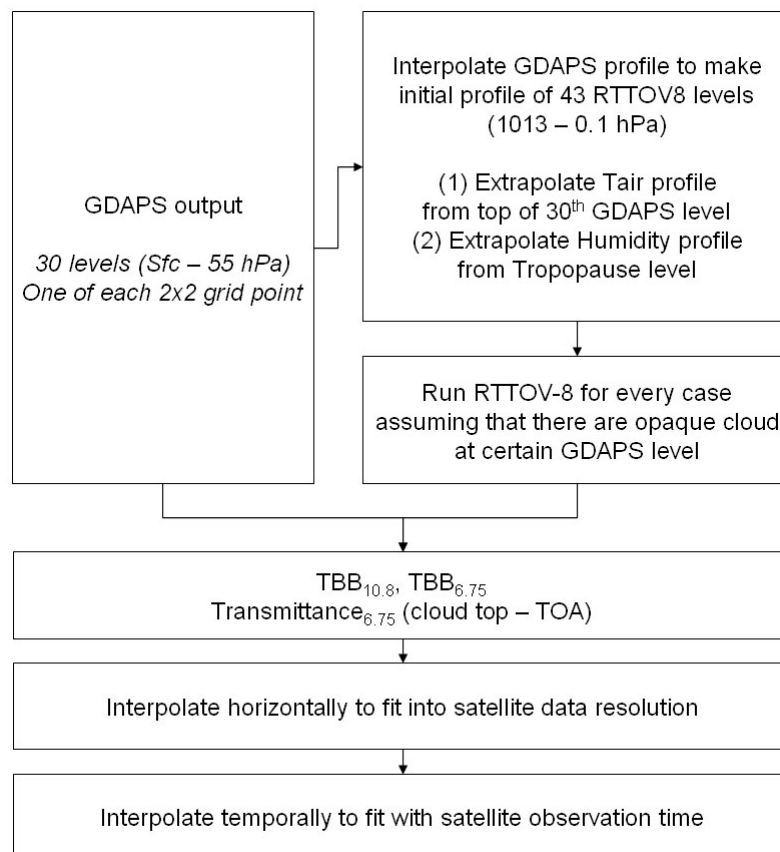 GDAPS output
30 levels (Sfc – 55 hPa)
One of each 2x2 grid point
Interpolate GDAPS profile to make
initial profile of 43 RTTOV8 levels
(1013 – 0.1 hPa)
(1) Extrapolate Tair profile
from top of 30th GDAPS level
(2) Extrapolate Humidity profile
from Tropopause level
Run RTTOV-8 for every case
assuming that there are opaque cloud
at certain GDAPS level
TBB10.8, TBB6.75
Transmittance6.75 (cloud top – TOA)
Interpolate horizontally to fit into satellite data resolution
Interpolate temporally to fit with satellite observation time